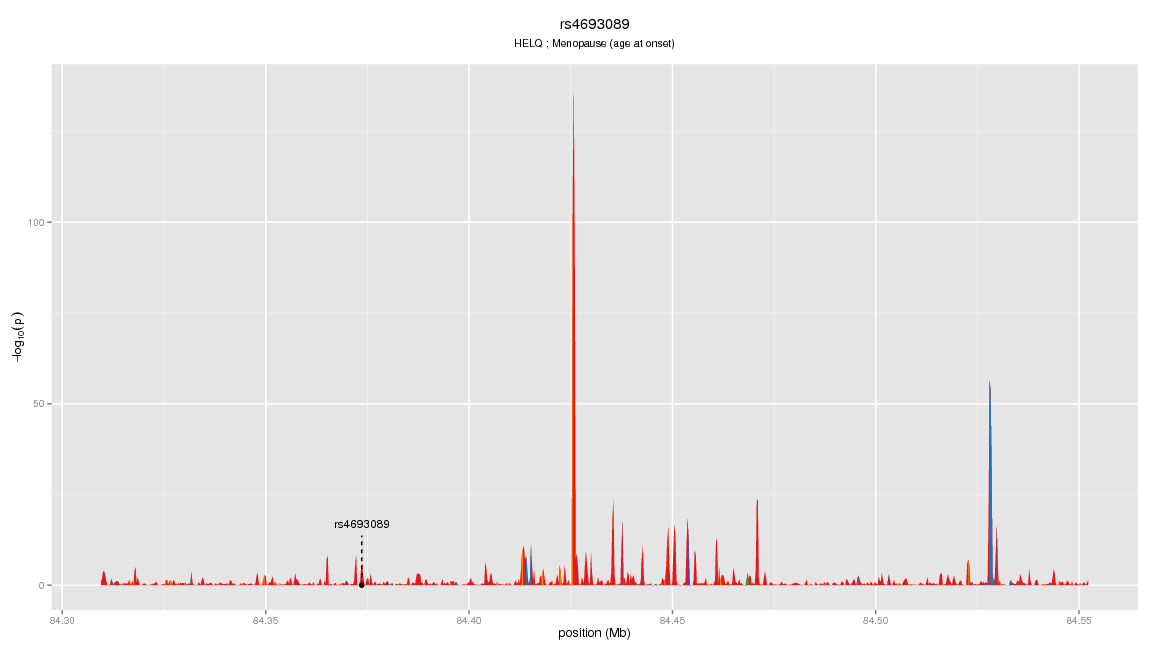 rs4693089
HELQ ; Menopause (age at onset)
−log10(p)
100
50
0
rs4693089
84.30 84.35 84.40 84.45 84.50 84.55
position (Mb)